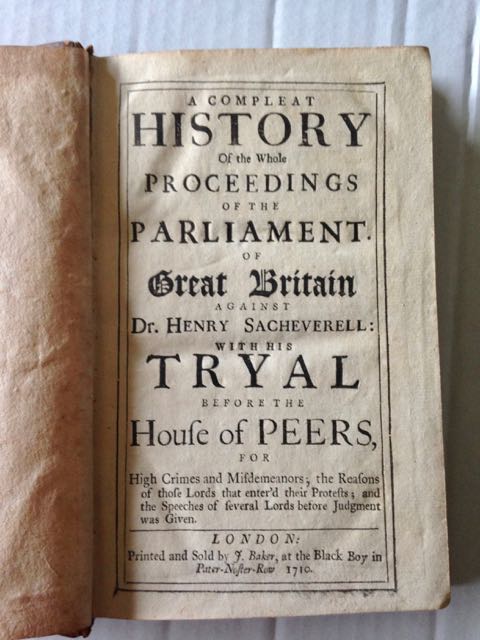 A COMPLEAT
HISTORY
Of the Whole
PROCEEDINGS
OF THE
PARLIAMENT.
OF
Great Britain
AGAINST
Dr. HENRY SACHEVERELL:
WITH HIS
TRYAL
BEFORE THE
Houſe of PEERS,
FOR
High Crimes and Miſdemeanors; the Reaſons
of thoſe Lords that enter'd their Proteſts; and
the Speeches of ſeveral Lords before Judgment
was Given.
LONDON:
Printed and Sold by J. Baker, at the Black Boy in
Pater-Noſter-Row 1710.